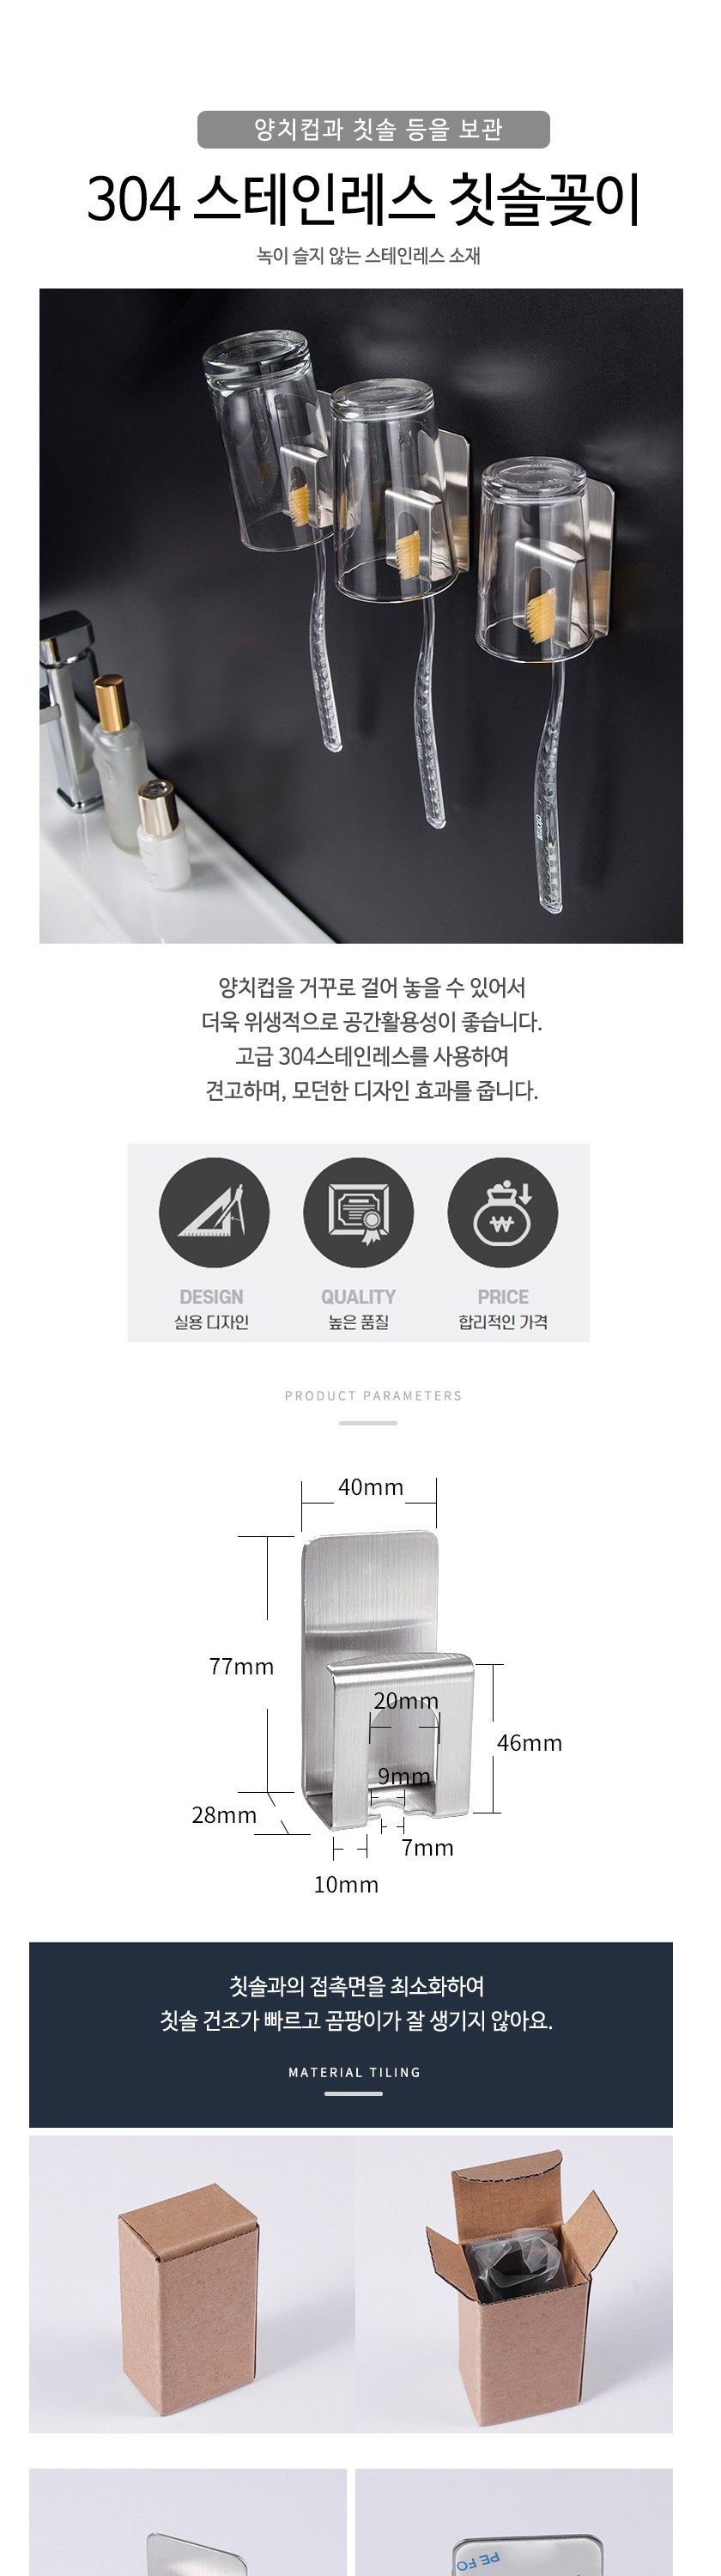 양치컵과 칫솔 등을 보관
304 스테인레스 칫솔꽂이
녹이 슬지 않는 스테인레스 소재
양치컵을 거꾸로 걸어 놓을 수 있어서
더욱 위생적으로 공간활용성이 좋습니다.
고급 304스테인레스를 사용하여
견고하며, 모던한 디자인 효과를 줍니다.
DESIGN QUALITY PRICE
실용 디자인 높은 품질 합리적인 가격
PRODUCT PARAMETERS
40mm
77mm
20mm
46mm
9mm
28mm
7mm
10mm
칫솔과의 접촉면을 최소화하여
칫솔 건조가 빠르고 곰팡이가 잘 생기지 않아요.
MATERIAL TILING
PE FO